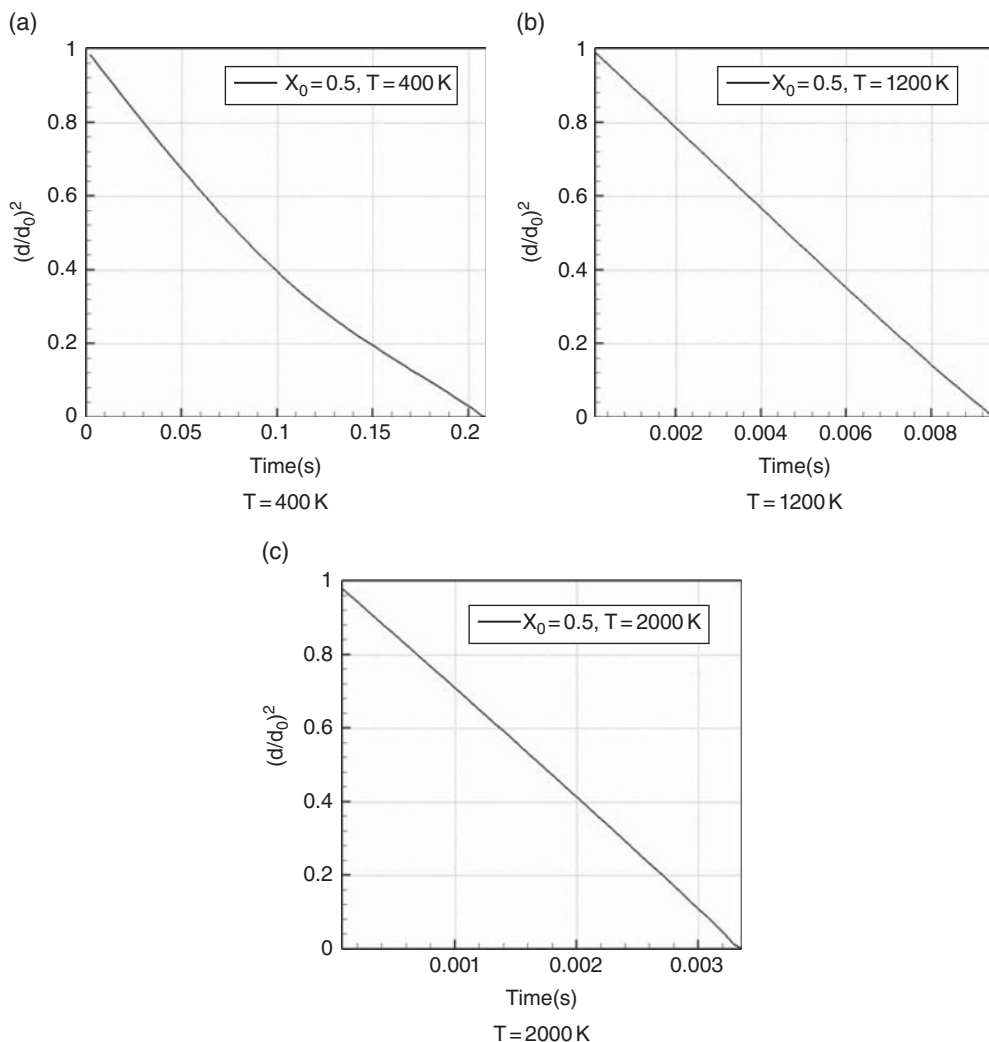 (a)
X₀ = 0.5, T = 400 K
1
0.8
0.6
0.4
0.2
0
(d/d₀)²
0 0.05 0.1 0.15 0.2
Time(s)
T = 400 K
(b)
X₀ = 0.5, T = 1200 K
1
0.8
0.6
0.4
0.2
0
(d/d₀)²
0.002 0.004 0.006 0.008
Time(s)
T = 1200 K
(c)
X₀ = 0.5, T = 2000 K
1
0.8
0.6
0.4
0.2
0
(d/d₀)²
0.001 0.002 0.003
Time(s)
T = 2000 K